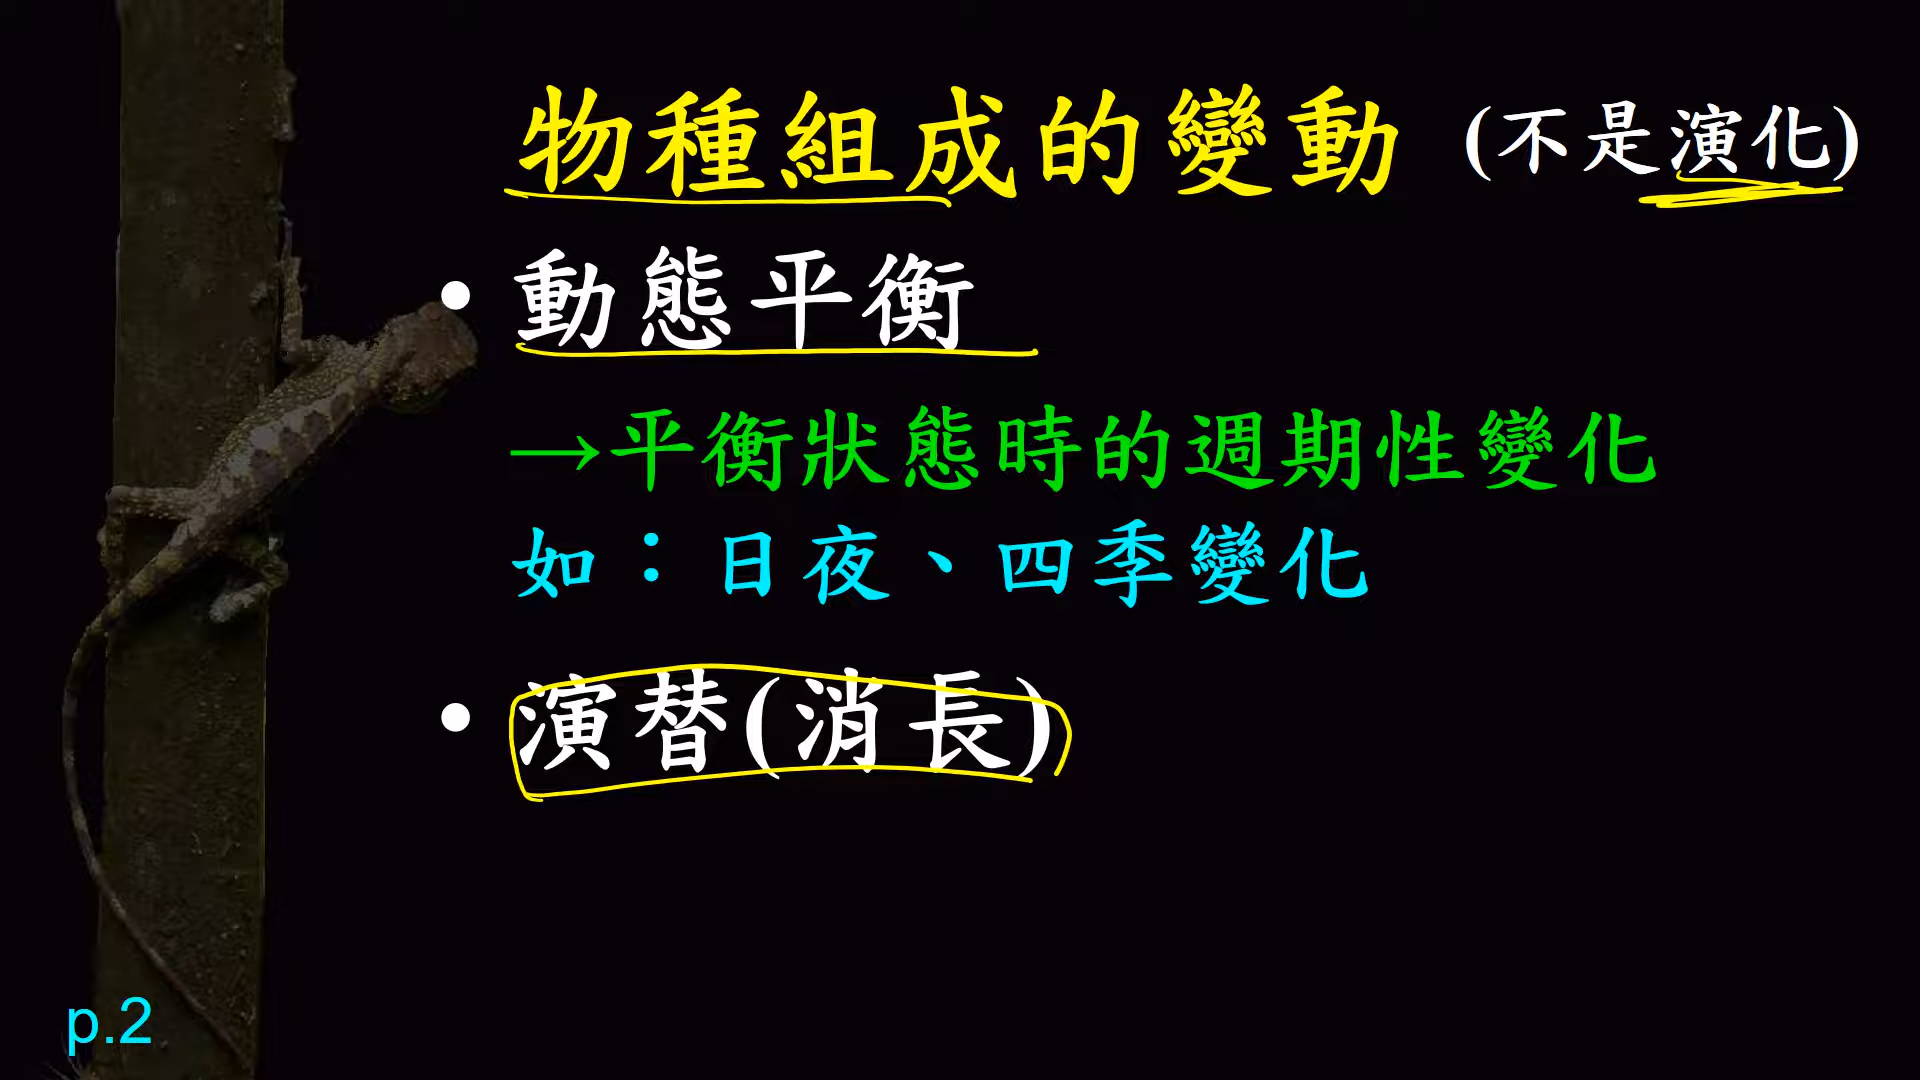 物種組成的變動 (不是演化)
• 動態平衡
→平衡狀態時的週期性變化
如：日夜、四季變化
• 演替(消長)
p.2